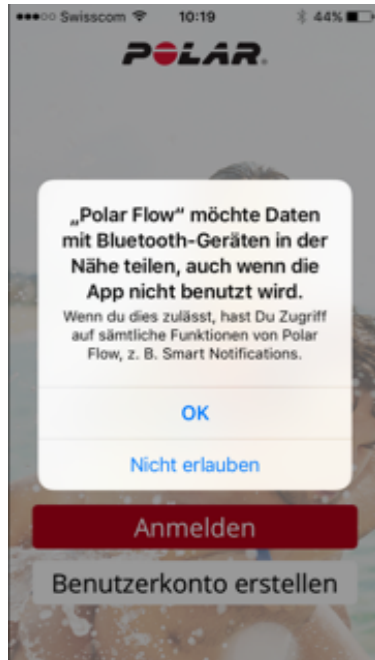 Swisscom 10:19 44%
POLAR.
„Polar Flow“ möchte Daten
mit Bluetooth-Geräten in der
Nähe teilen, auch wenn die
App nicht benutzt wird.
Wenn du dies zulässt, hast Du Zugriff
auf sämtliche Funktionen von Polar
Flow, z. B. Smart Notifications.
OK
Nicht erlauben
Anmelden
Benutzerkonto erstellen